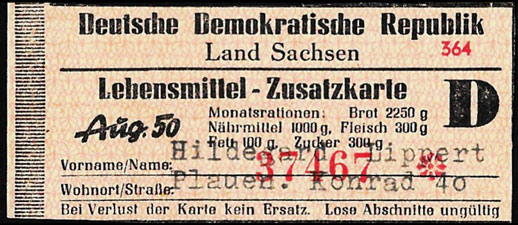 Deutsche Demokratische Republik
Land Sachsen
364
Lebensmittel-Zusatzkarte
D
Aug. 50
Monatsrationen: Brot 2250 g
Nährmittel 1000 g, Fleisch 300 g
Fett 100 g, Zucker 300 g
Vorname/Name: Hildegard Lippert
37467 *
Wohnort/Straße: Plauen. Konrad 40
Bei Verlust der Karte kein Ersatz. Lose Abschnitte ungültig